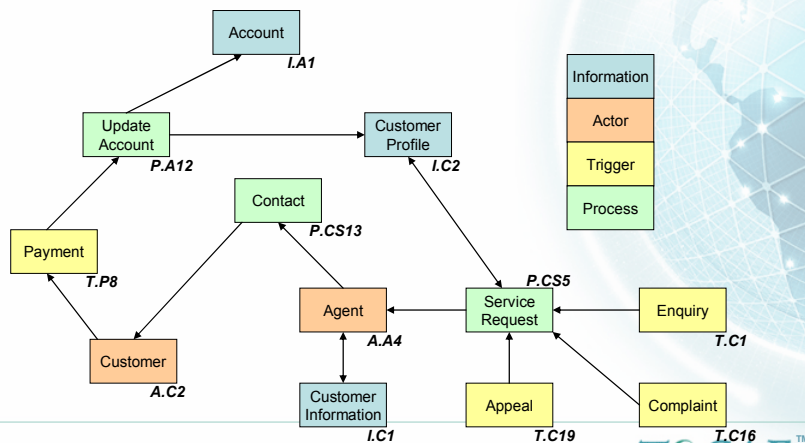 Account
I.A1
Information
Actor
Trigger
Process
Update
Account
P.A12
Customer
Profile
I.C2
Contact
P.CS13
Payment
T.P8
P.CS5
Agent
A.A4
Service
Request
Enquiry
T.C1
Customer
A.C2
Customer
Information
I.C1
Appeal
T.C19
Complaint
T.C16